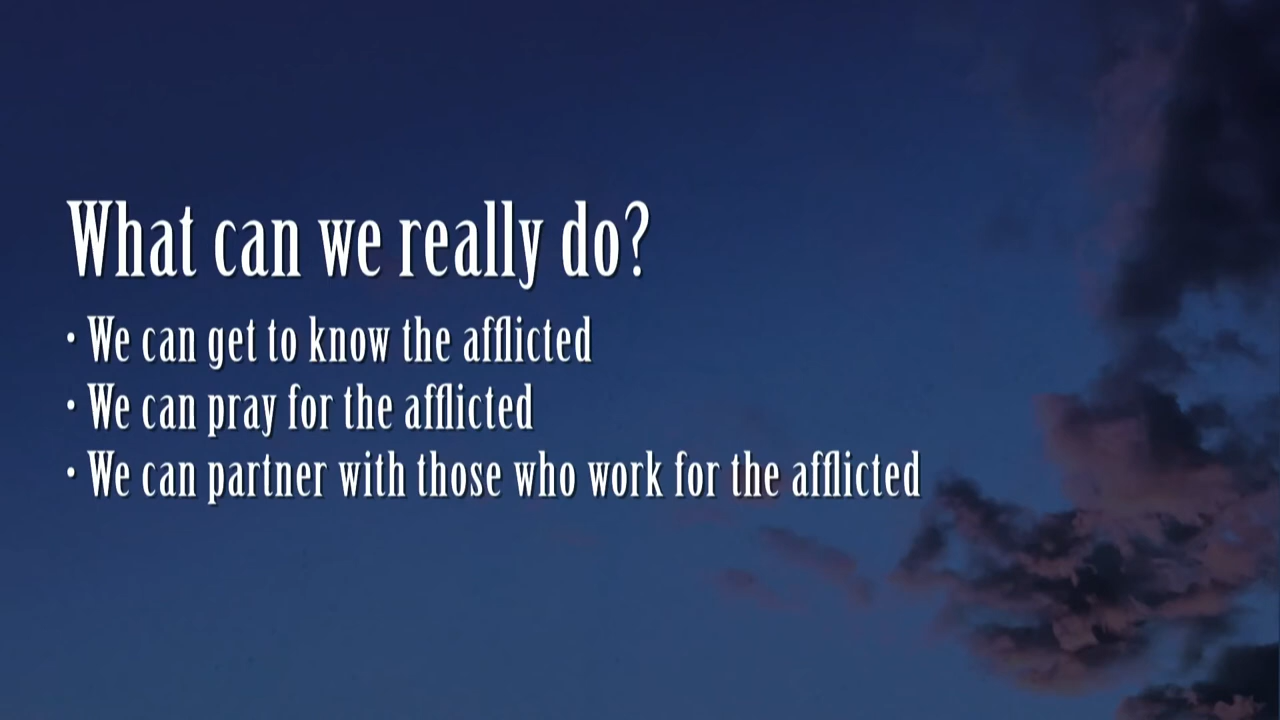 What can we really do?
• We can get to know the afflicted
• We can pray for the afflicted
• We can partner with those who work for the afflicted